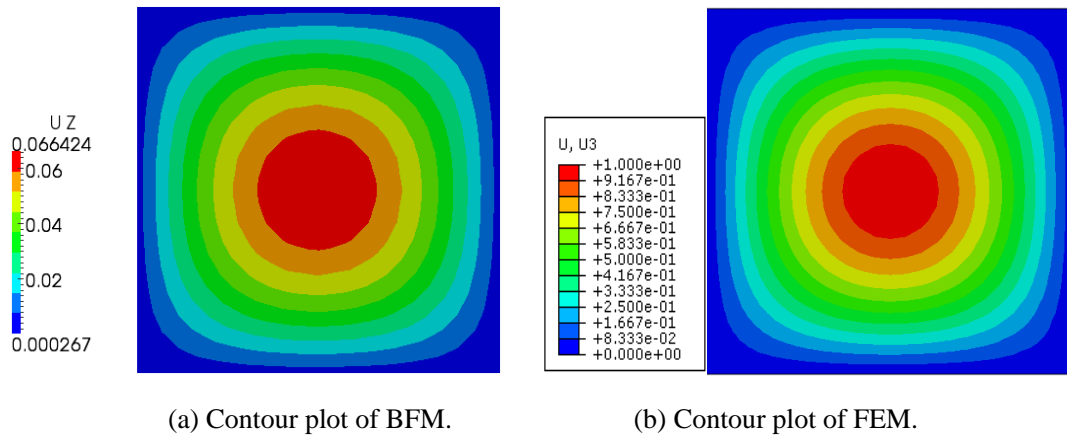 U Z
0.066424
0.06
0.04
0.02
0.000267
U, U3
+1.000e+00
+9.167e-01
+8.333e-01
+7.500e-01
+6.667e-01
+5.833e-01
+5.000e-01
+4.167e-01
+3.333e-01
+2.500e-01
+1.667e-01
+8.333e-02
+0.000e+00
(a) Contour plot of BFM.
(b) Contour plot of FEM.